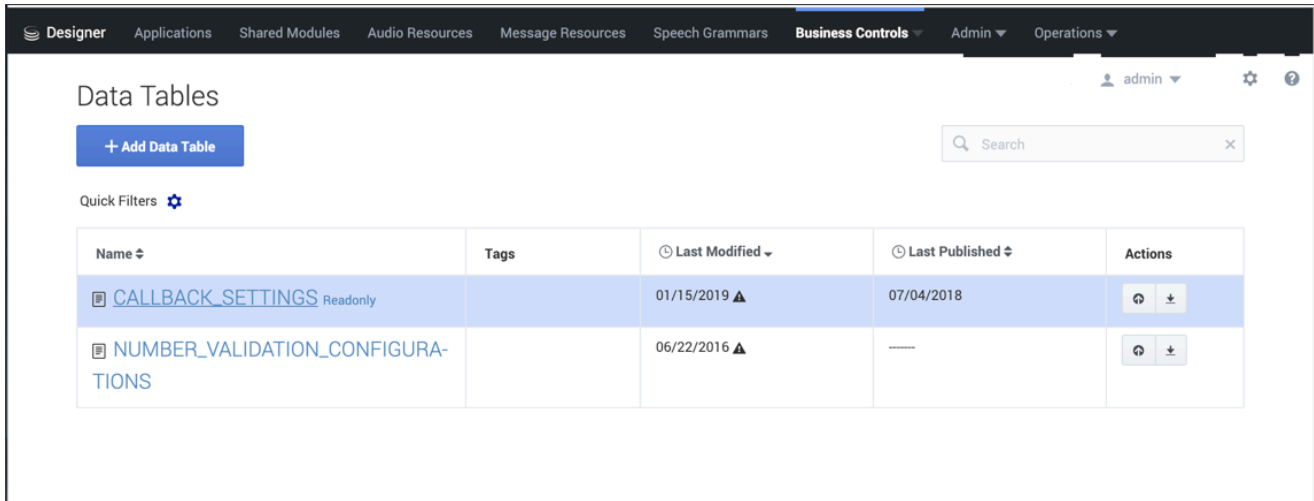 Designer Applications Shared Modules Audio Resources Message Resources Speech Grammars Business Controls Admin Operations
admin
Data Tables
+ Add Data Table
Search
Quick Filters
Name Tags Last Modified Last Published Actions
CALLBACK_SETTINGS Readonly 01/15/2019 07/04/2018
NUMBER_VALIDATION_CONFIGURA- 06/22/2016 -------
TIONS